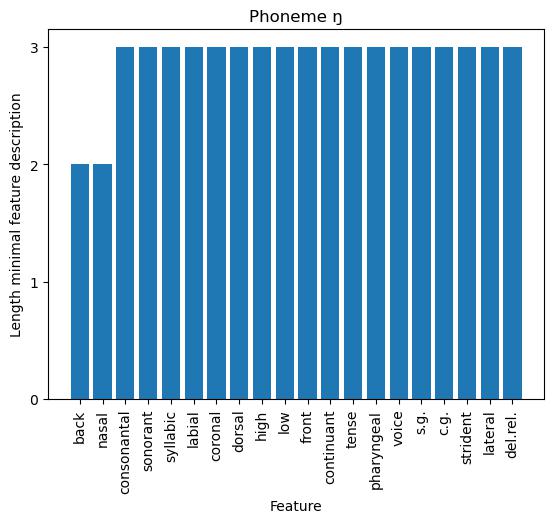 Phoneme ŋ
Length minimal feature description
3
2
1
0
back
nasal
consonantal
sonorant
syllabic
labial
coronal
dorsal
high
low
front
continuant
tense
pharyngeal
voice
s.g.
c.g.
strident
lateral
del.rel.
Feature